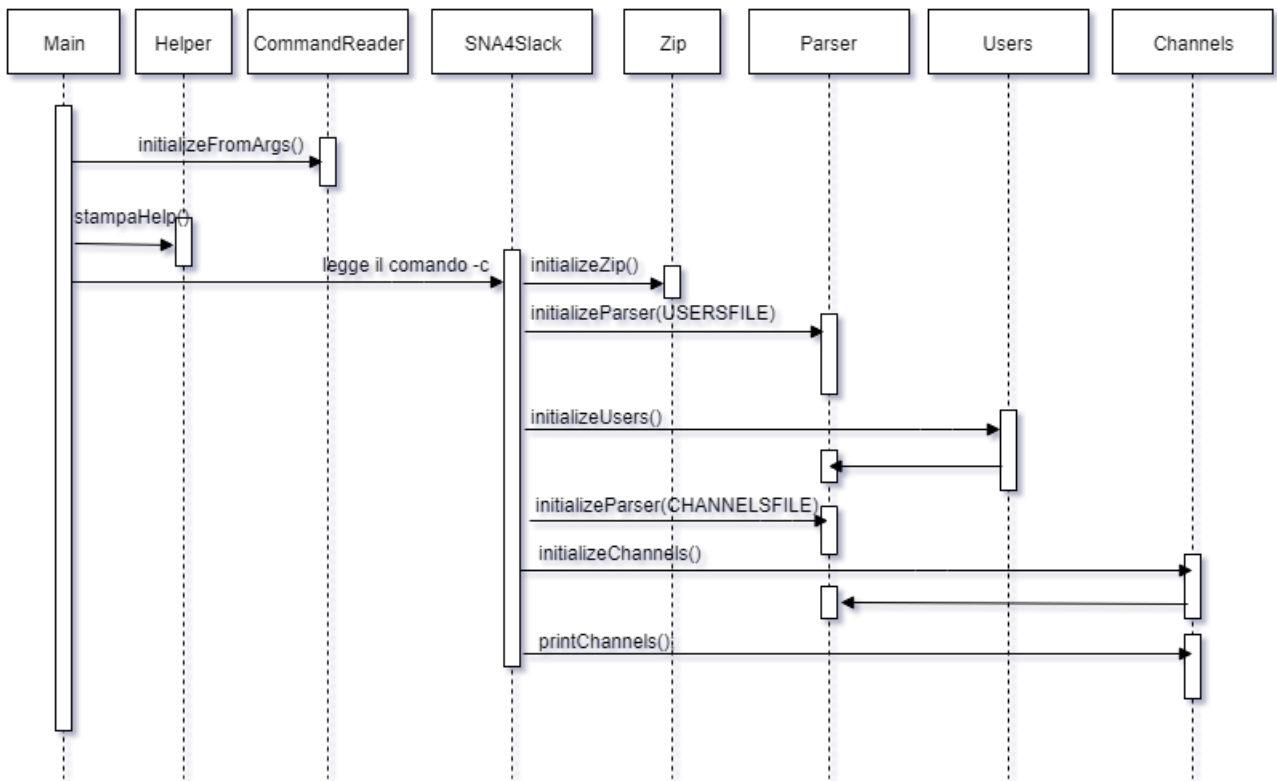 Main
Helper
CommandReader
SNA4Slack
Zip
Parser
Users
Channels
initializeFromArgs()
stampaHelp()
legge il comando -c
initializeZip()
initializeParser(USERSFILE)
initializeUsers()
initializeParser(CHANNELSFILE)
initializeChannels()
printChannels()